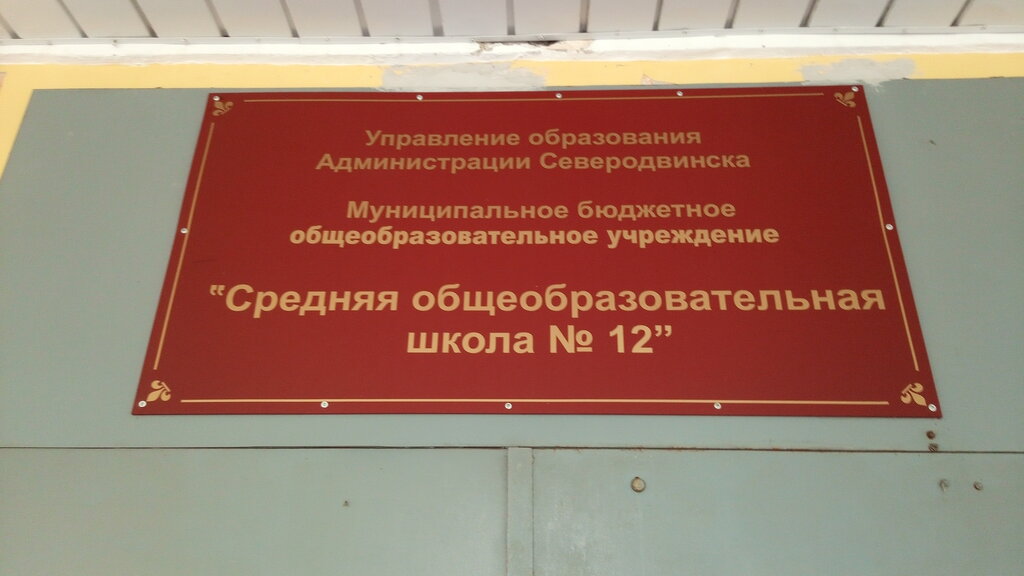 Управление образования
Администрации Северодвинска
Муниципальное бюджетное
общеобразовательное учреждение
“Средняя общеобразовательная
школа № 12”